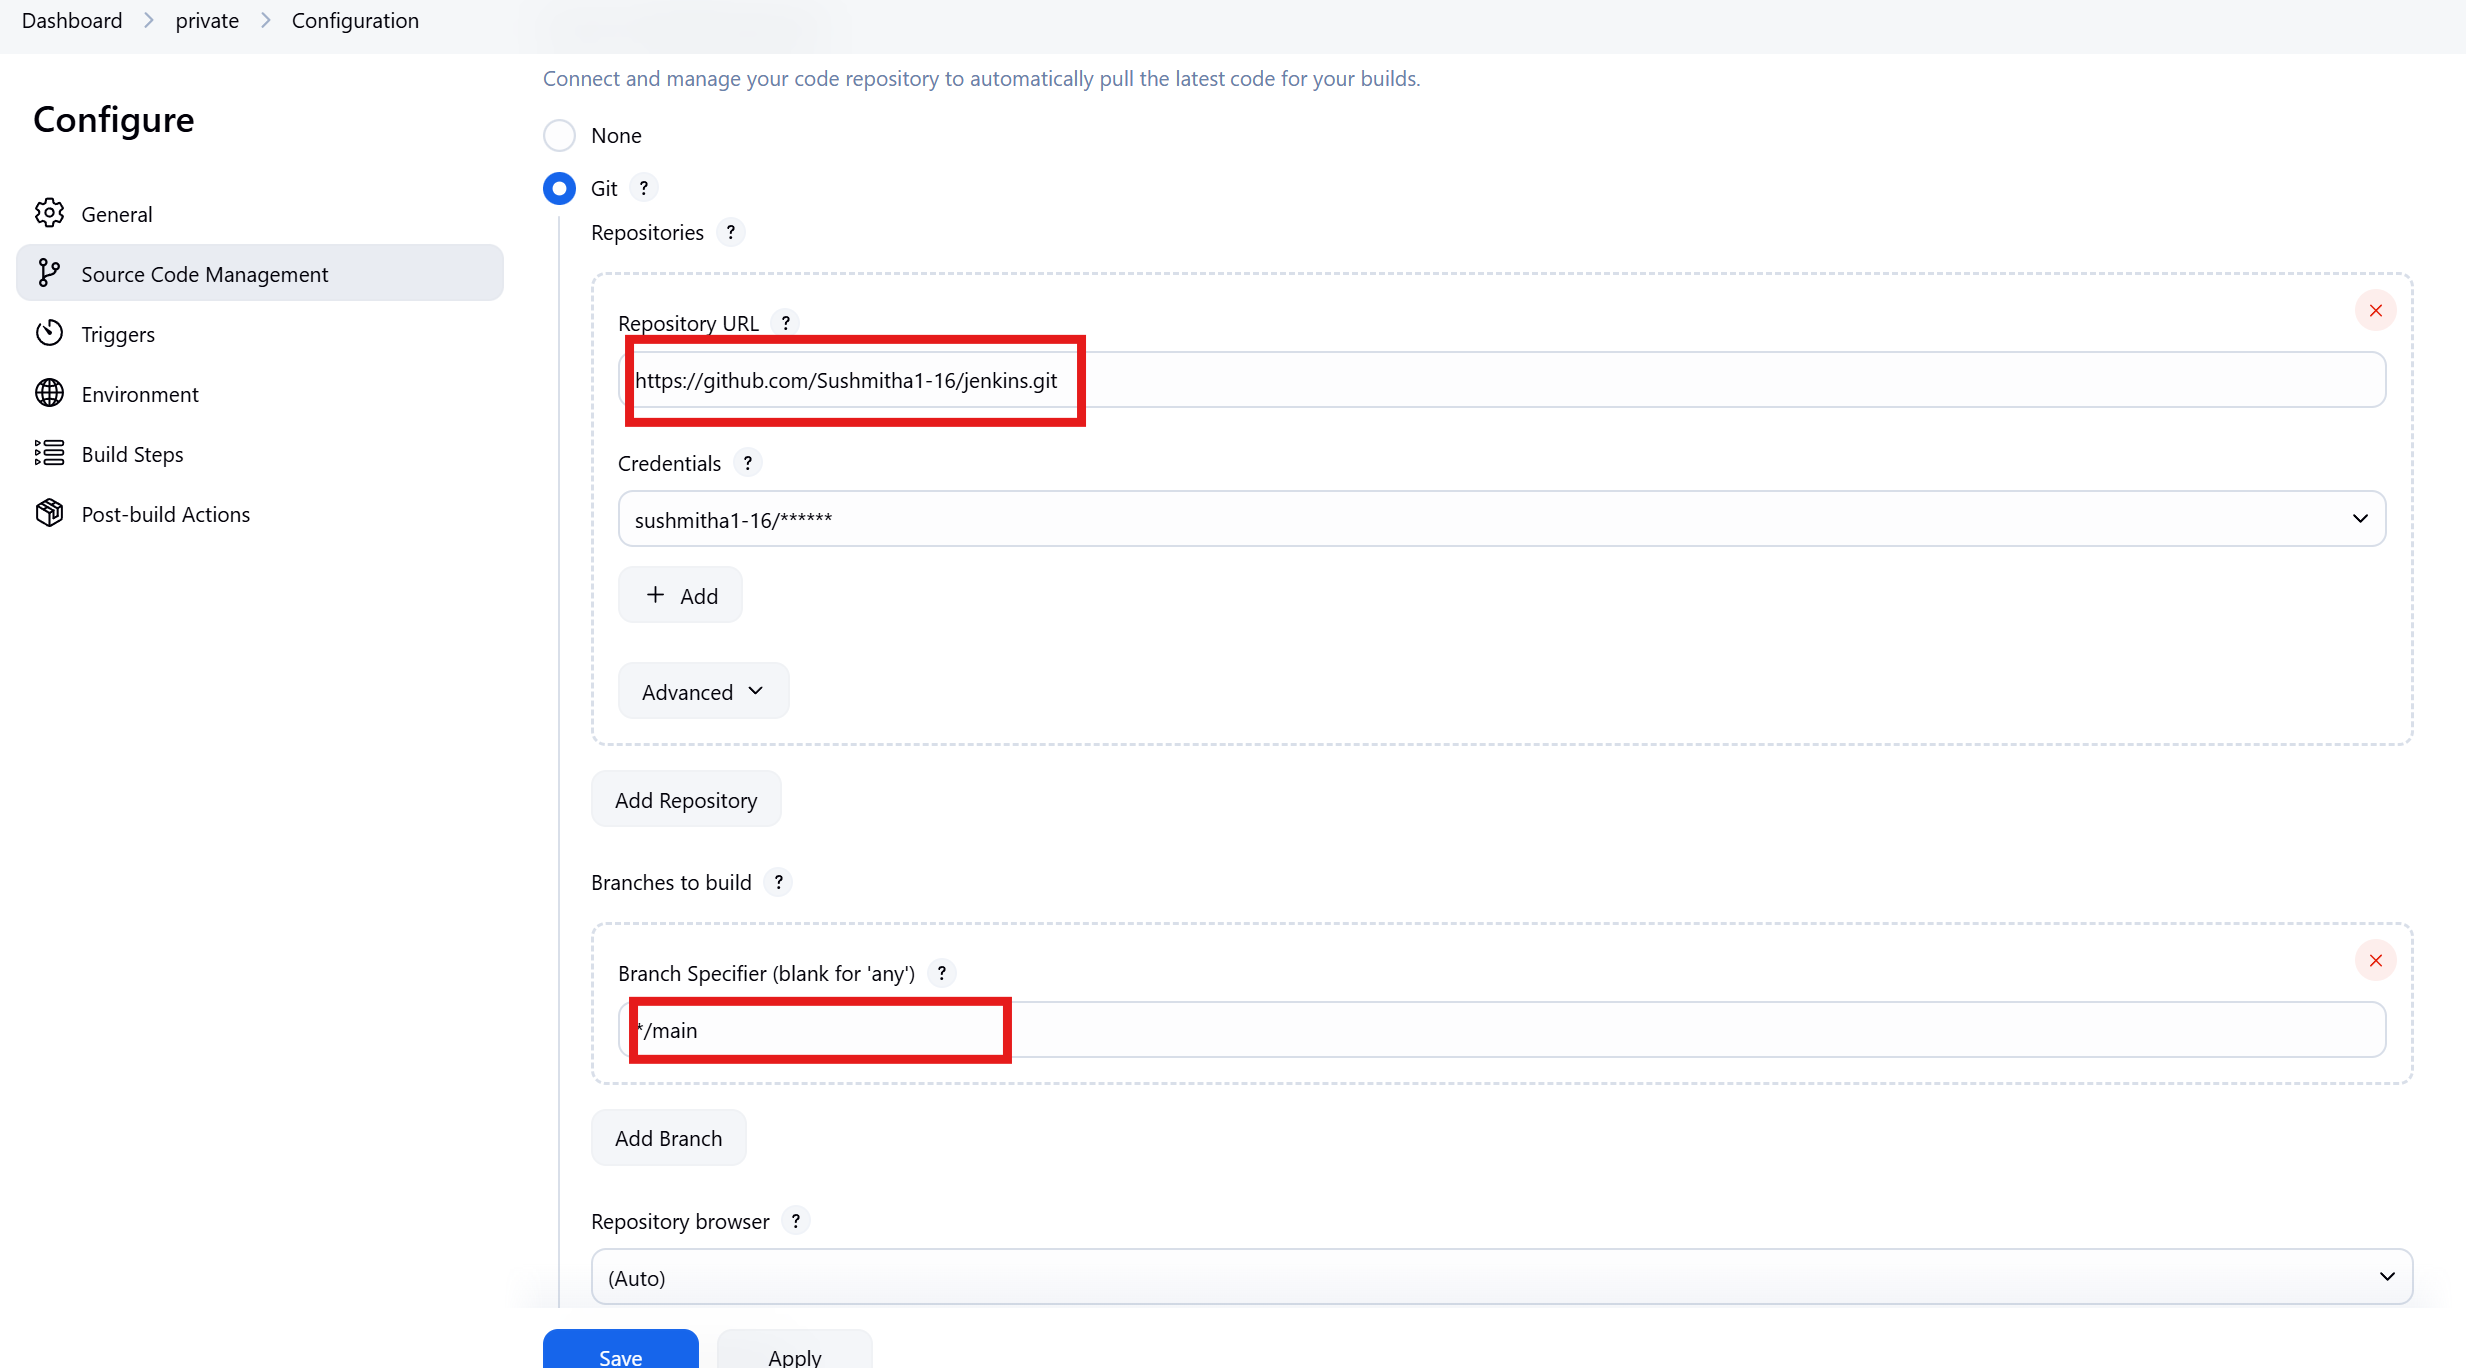 Dashboard > private > Configuration
Connect and manage your code repository to automatically pull the latest code for your builds.
Configure
None
Git ?
General
Repositories ?
Source Code Management
Repository URL ?
Triggers
https://github.com/Sushmitha1-16/jenkins.git
Environment
Credentials ?
Build Steps
sushmitha1-16/******
Post-build Actions
+ Add
Advanced
Add Repository
Branches to build ?
Branch Specifier (blank for 'any') ?
*/main
Add Branch
Repository browser ?
(Auto)
Save Apply